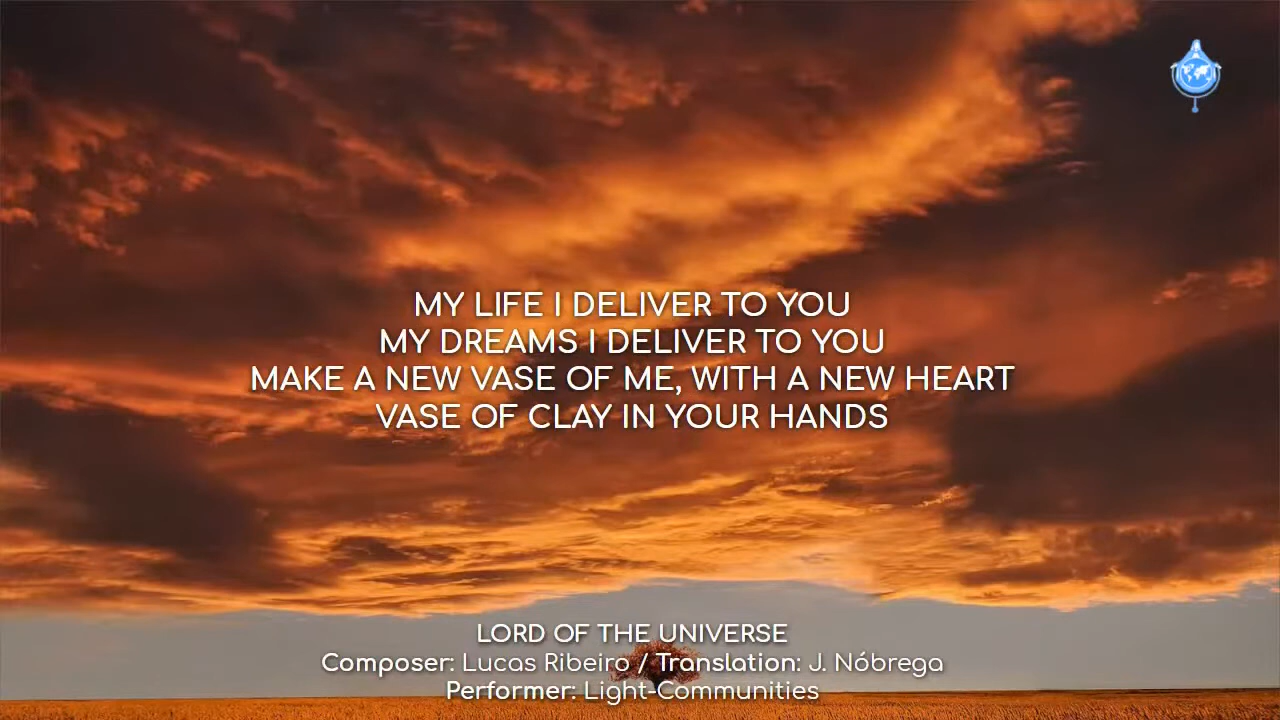 MY LIFE I DELIVER TO YOU
MY DREAMS I DELIVER TO YOU
MAKE A NEW VASE OF ME, WITH A NEW HEART
VASE OF CLAY IN YOUR HANDS
LORD OF THE UNIVERSE
Composer: Lucas Ribeiro / Translation: J. Nóbrega
Performer: Light-Communities